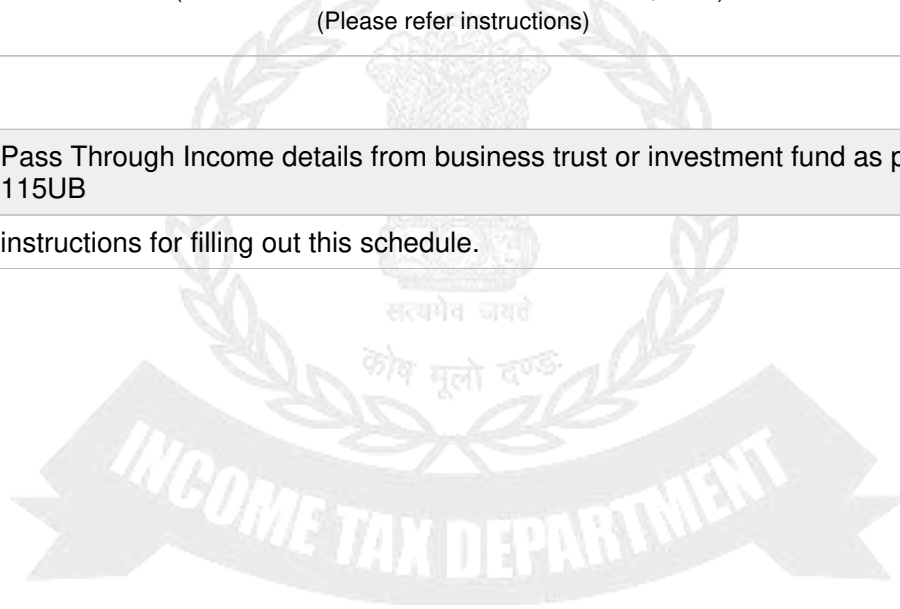 (Please refer instructions)
Pass Through Income details from business trust or investment fund as p
115UB
instructions for filling out this schedule.
सत्यमेव जयते
कोष मूलो दण्डः
INCOME TAX DEPARTMENT